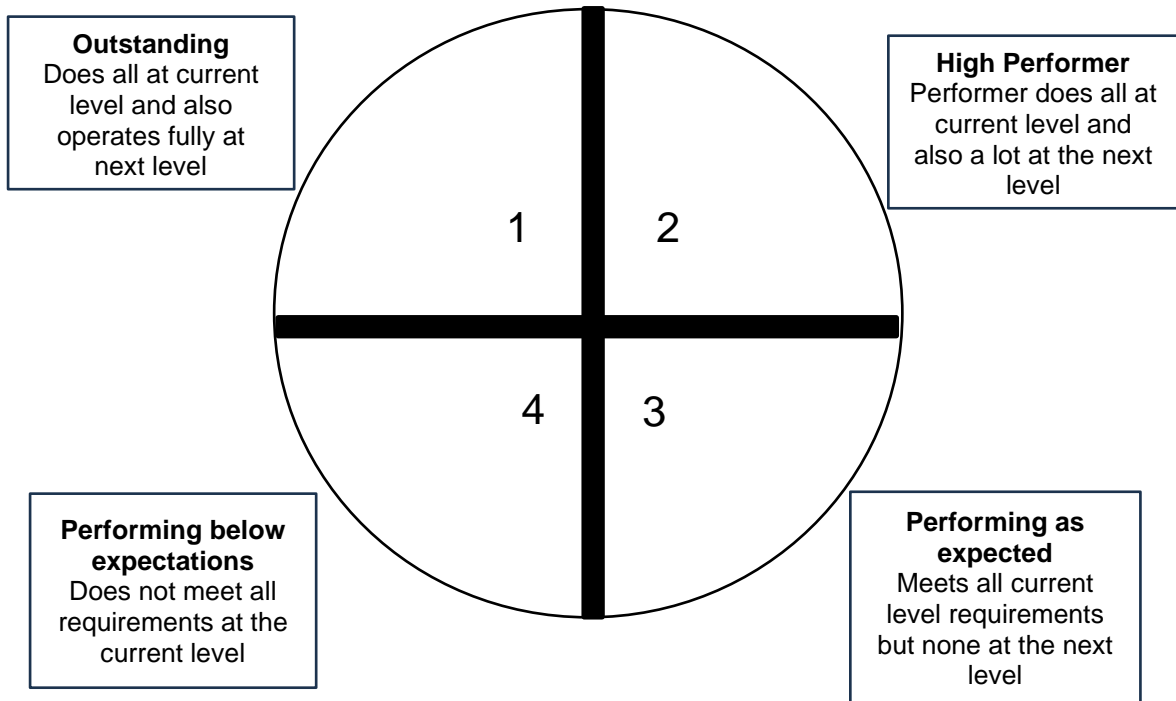 Outstanding
Does all at current
level and also
operates fully at
next level
High Performer
Performer does all at
current level and
also a lot at the next
level
1
2
4
3
Performing below
expectations
Does not meet all
requirements at the
current level
Performing as
expected
Meets all current
level requirements
but none at the next
level